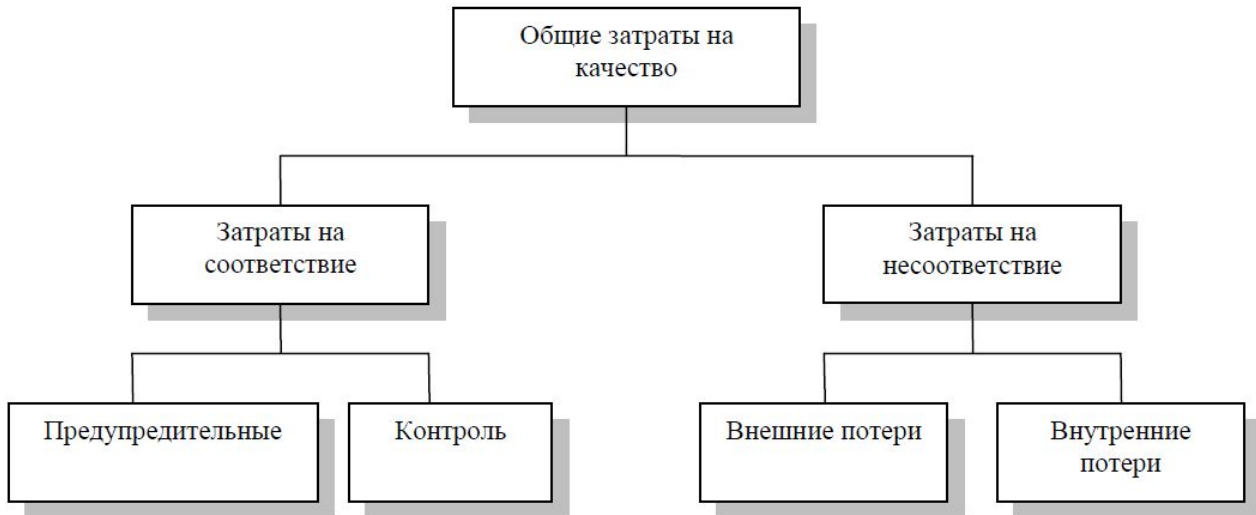 Общие затраты на
качество
Затраты на
соответствие
Затраты на
несоответствие
Предупредительные
Контроль
Внешние потери
Внутренние
потери